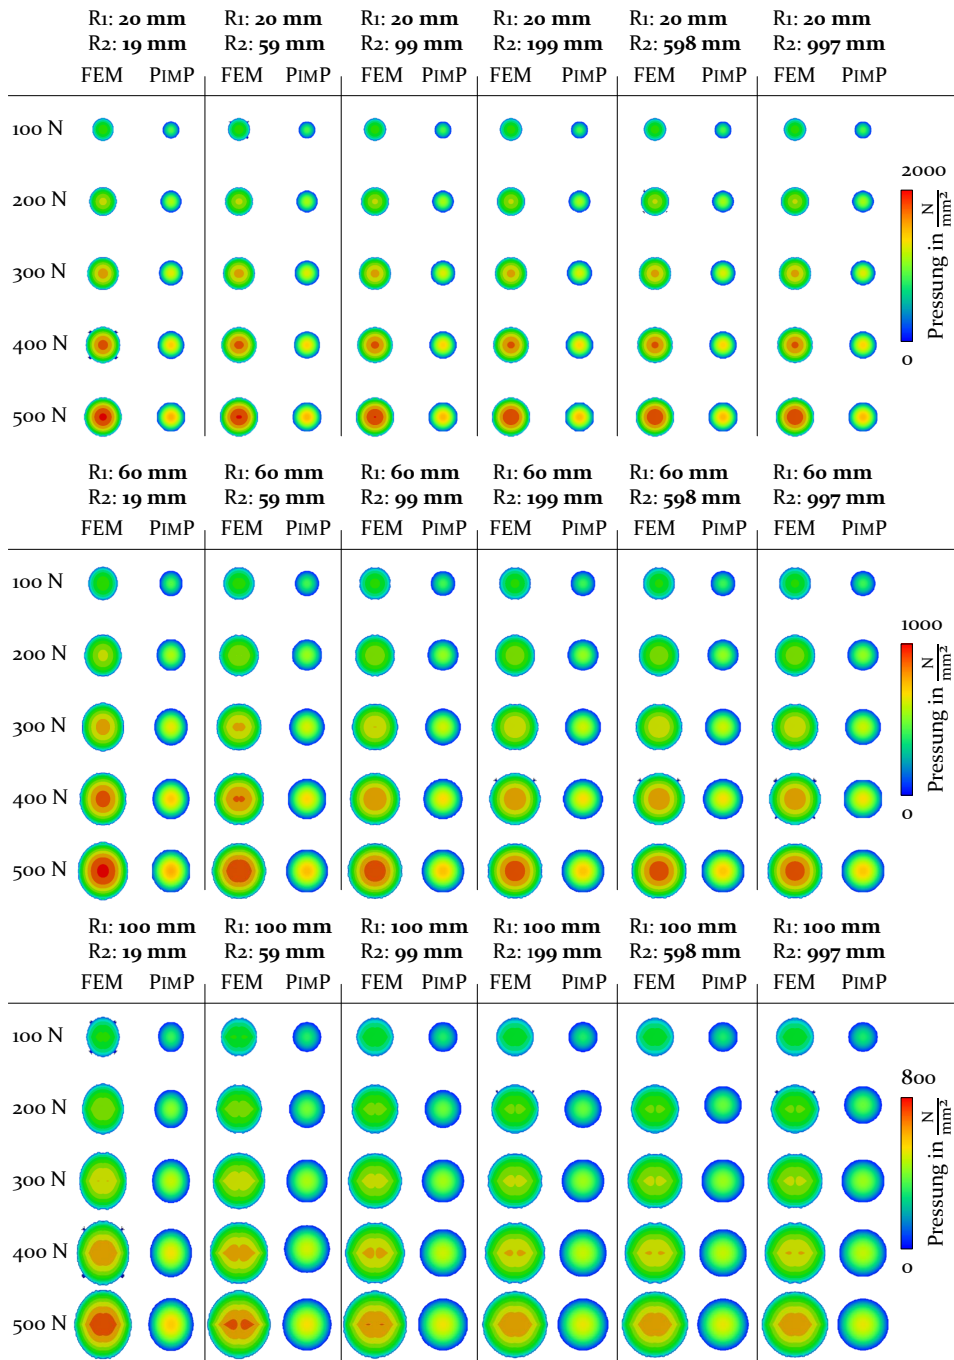 R1: 20 mm R1: 20 mm R1: 20 mm R1: 20 mm R1: 20 mm R1: 20 mm
R2: 19 mm R2: 59 mm R2: 99 mm R2: 199 mm R2: 598 mm R2: 997 mm
FEM PIMP FEM PIMP FEM PIMP FEM PIMP FEM PIMP FEM PIMP
100 N
200 N
300 N
400 N
500 N
2000
Pressung in N/mm²
0
R1: 60 mm R1: 60 mm R1: 60 mm R1: 60 mm R1: 60 mm R1: 60 mm
R2: 19 mm R2: 59 mm R2: 99 mm R2: 199 mm R2: 598 mm R2: 997 mm
FEM PIMP FEM PIMP FEM PIMP FEM PIMP FEM PIMP FEM PIMP
100 N
200 N
300 N
400 N
500 N
1000
Pressung in N/mm²
0
R1: 100 mm R1: 100 mm R1: 100 mm R1: 100 mm R1: 100 mm R1: 100 mm
R2: 19 mm R2: 59 mm R2: 99 mm R2: 199 mm R2: 598 mm R2: 997 mm
FEM PIMP FEM PIMP FEM PIMP FEM PIMP FEM PIMP FEM PIMP
100 N
200 N
300 N
400 N
500 N
800
Pressung in N/mm²
0